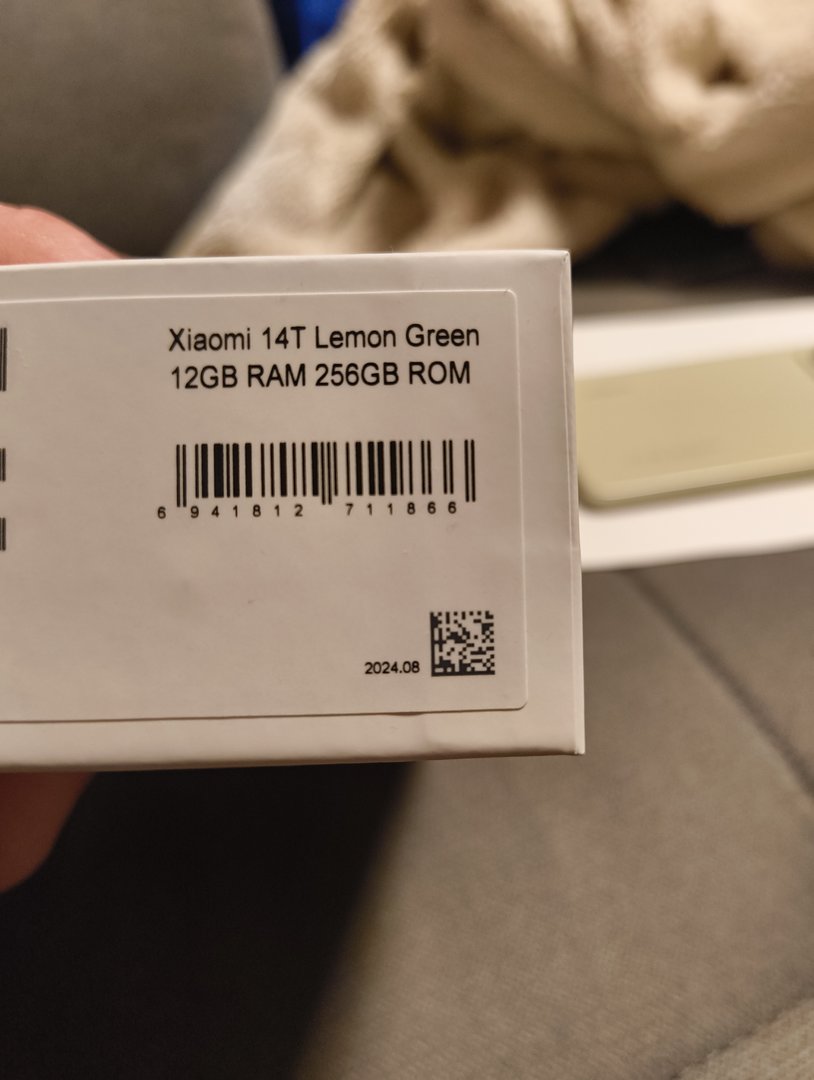 Xiaomi 14T Lemon Green
12GB RAM 256GB ROM
6 941812 711866
2024.08